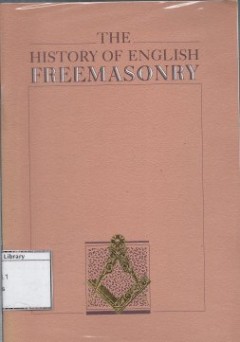 THE
HISTORY OF ENGLISH
FREEMASONRY
Library